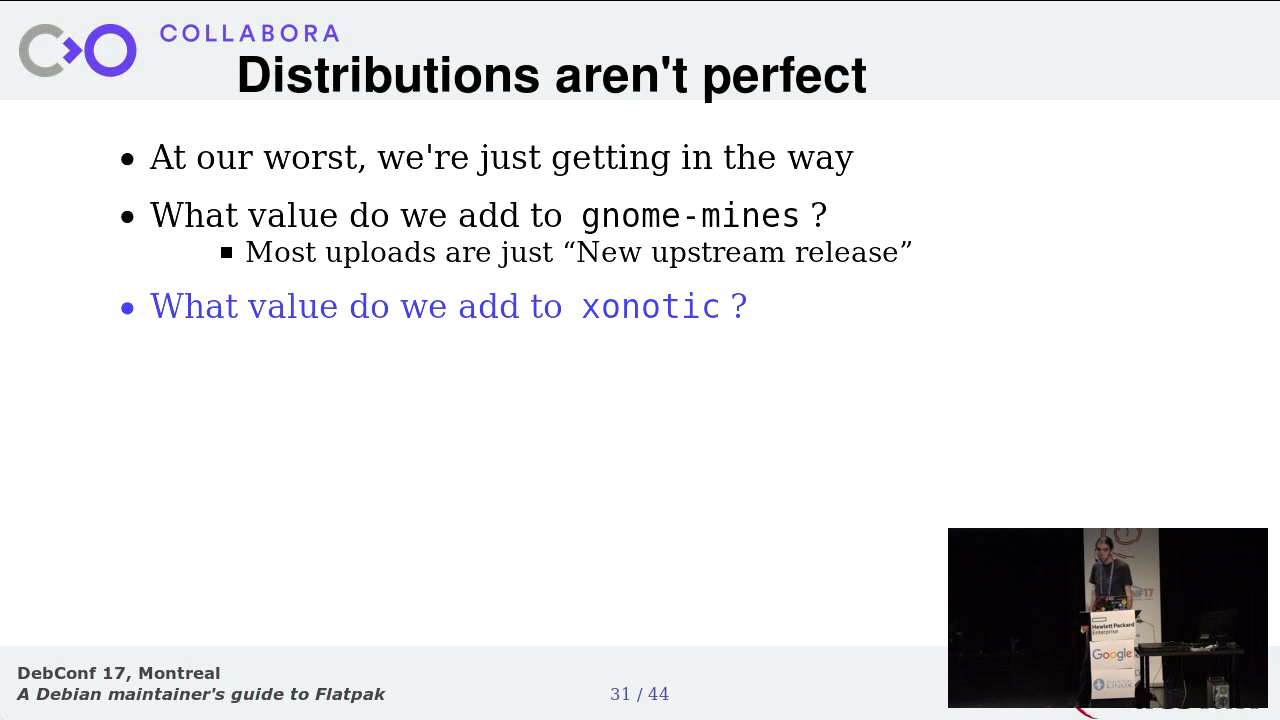 COLLABORA
Distributions aren't perfect
• At our worst, we're just getting in the way
• What value do we add to gnome-mines ?
▪ Most uploads are just “New upstream release”
• What value do we add to xonotic ?
DebConf 17, Montreal
A Debian maintainer's guide to Flatpak
31 / 44
Hewlett Packard
Enterprise
Google
LINUX